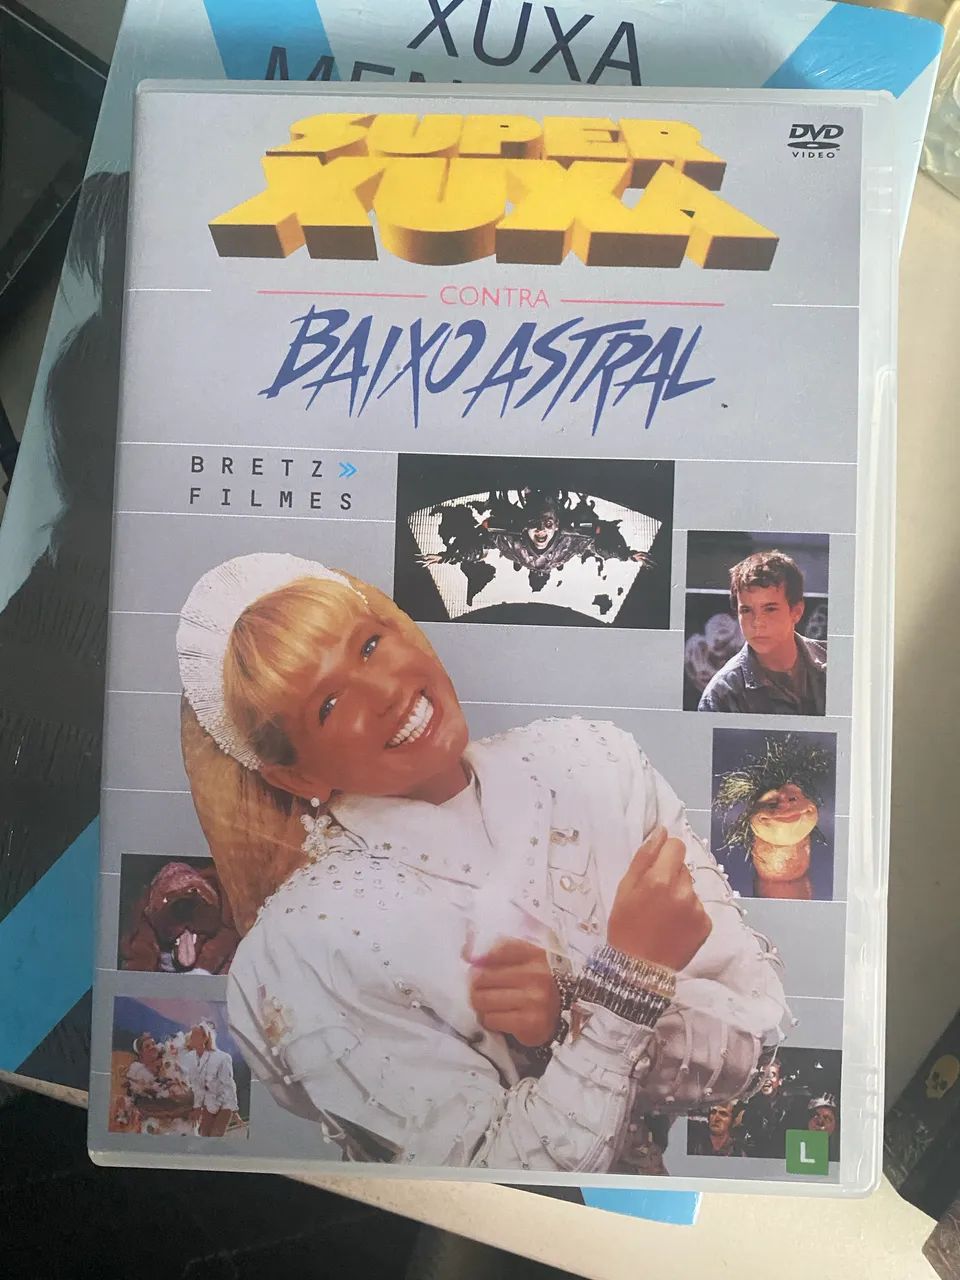 XUXA
SUPER
XUXA
DVD
VIDEO
CONTRA
BAIXO ASTRAL
BRETZ
FILMES
L